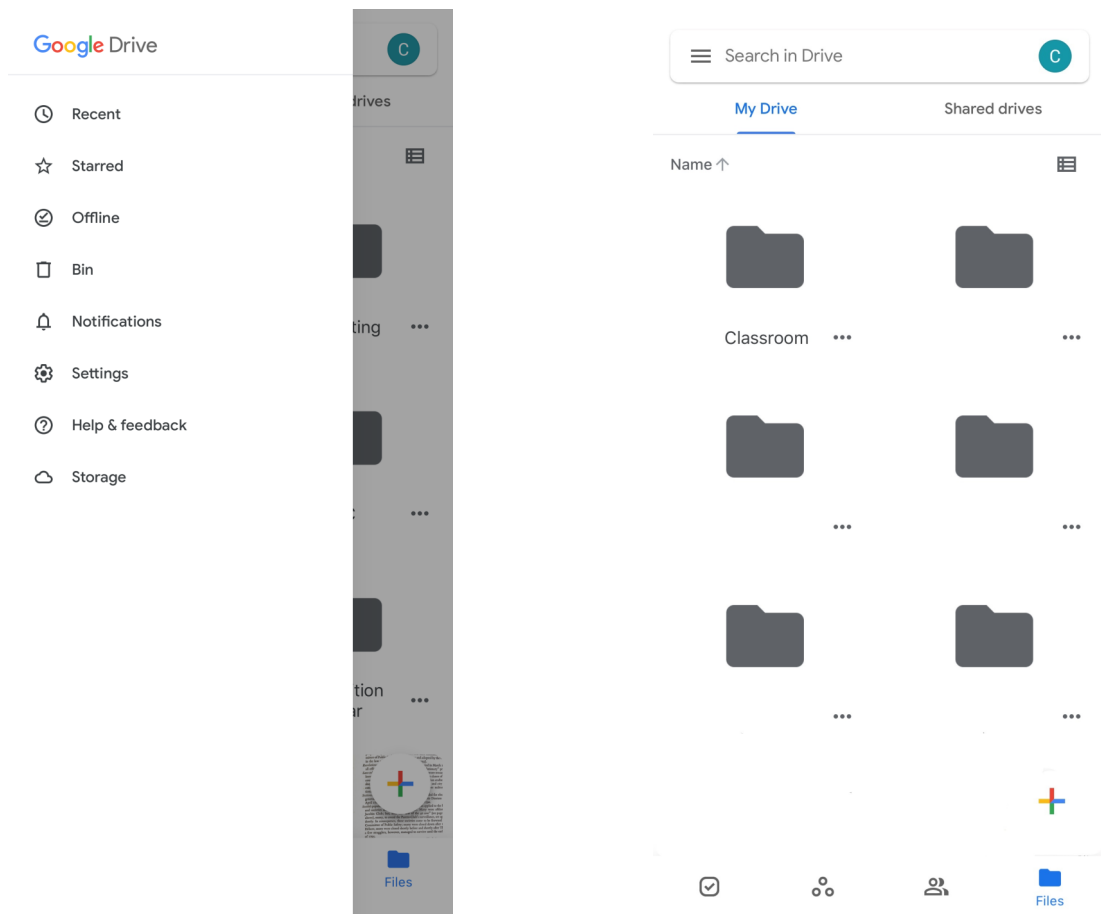 Google Drive
Recent
Starred
Offline
Bin
Notifications
Settings
Help & feedback
Storage
C
drives
ting
tion
ar
Files
Search in Drive
C
My Drive
Shared drives
Name
Classroom
Files